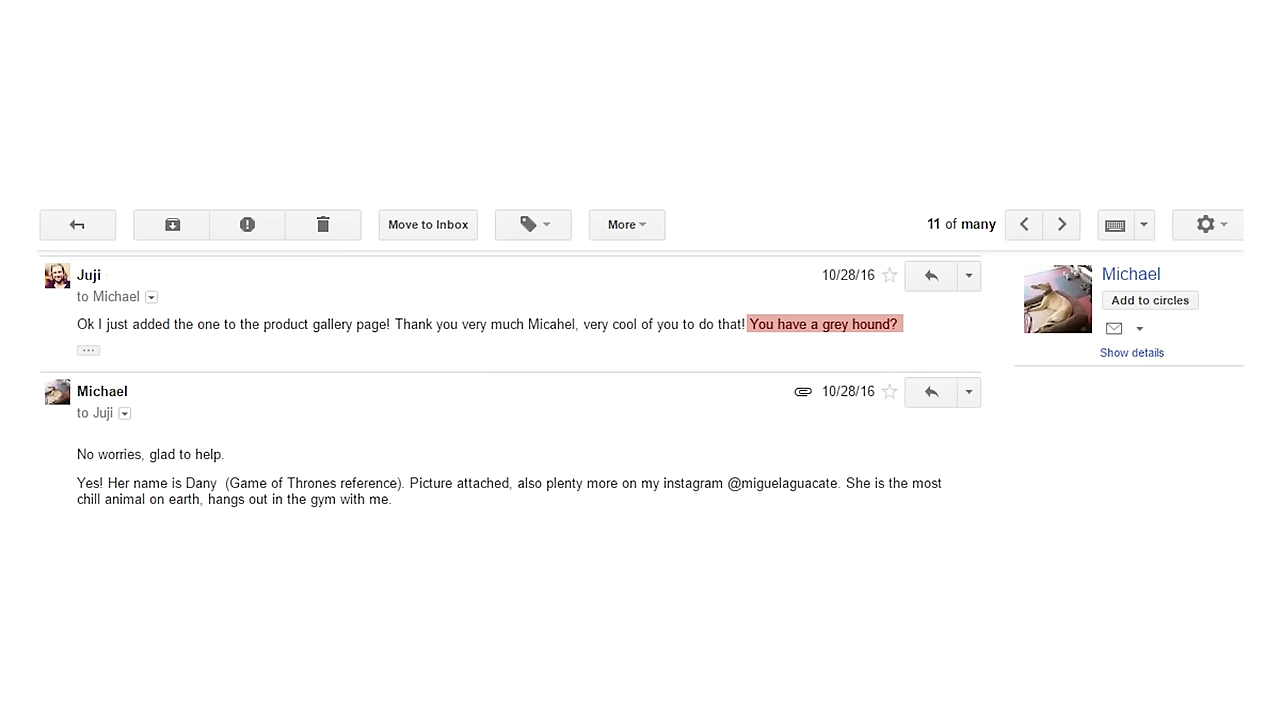 Move to Inbox More 11 of many
Juji 10/28/16
to Michael
Ok I just added the one to the product gallery page! Thank you very much Micahel, very cool of you to do that! You have a grey hound?
...
Michael
Add to circles
Show details
Michael 10/28/16
to Juji
No worries, glad to help.
Yes! Her name is Dany  (Game of Thrones reference). Picture attached, also plenty more on my instagram @miguelaguacate. She is the most
chill animal on earth, hangs out in the gym with me.